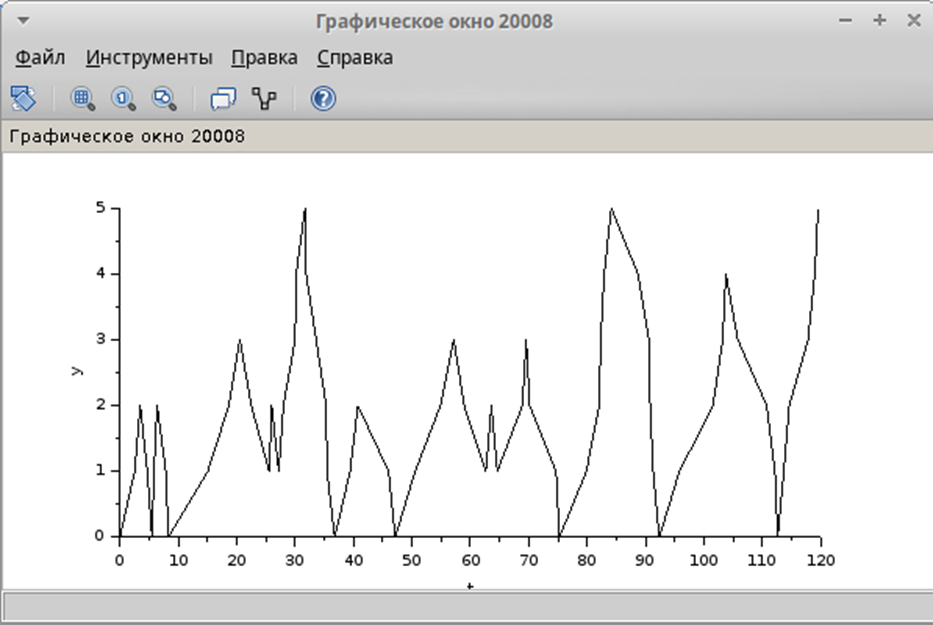 Графическое окно 20008
Файл Инструменты Правка Справка
Графическое окно 20008
5
4
3
y
2
1
0
0 10 20 30 40 50 60 70 80 90 100 110 120